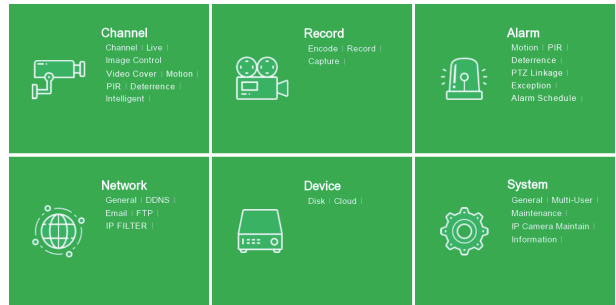 Channel
Channel | Live |
Image Control
Video Cover | Motion |
PIR | Deterrence |
Intelligent |
Record
Encode | Record |
Capture |
Alarm
Motion | PIR |
Deterrence |
PTZ Linkage |
Exception |
Alarm Schedule |
Network
General | DDNS |
Email | FTP |
IP FILTER |
Device
Disk | Cloud |
System
General | Multi-User |
Maintenance |
IP Camera Maintain |
Information |